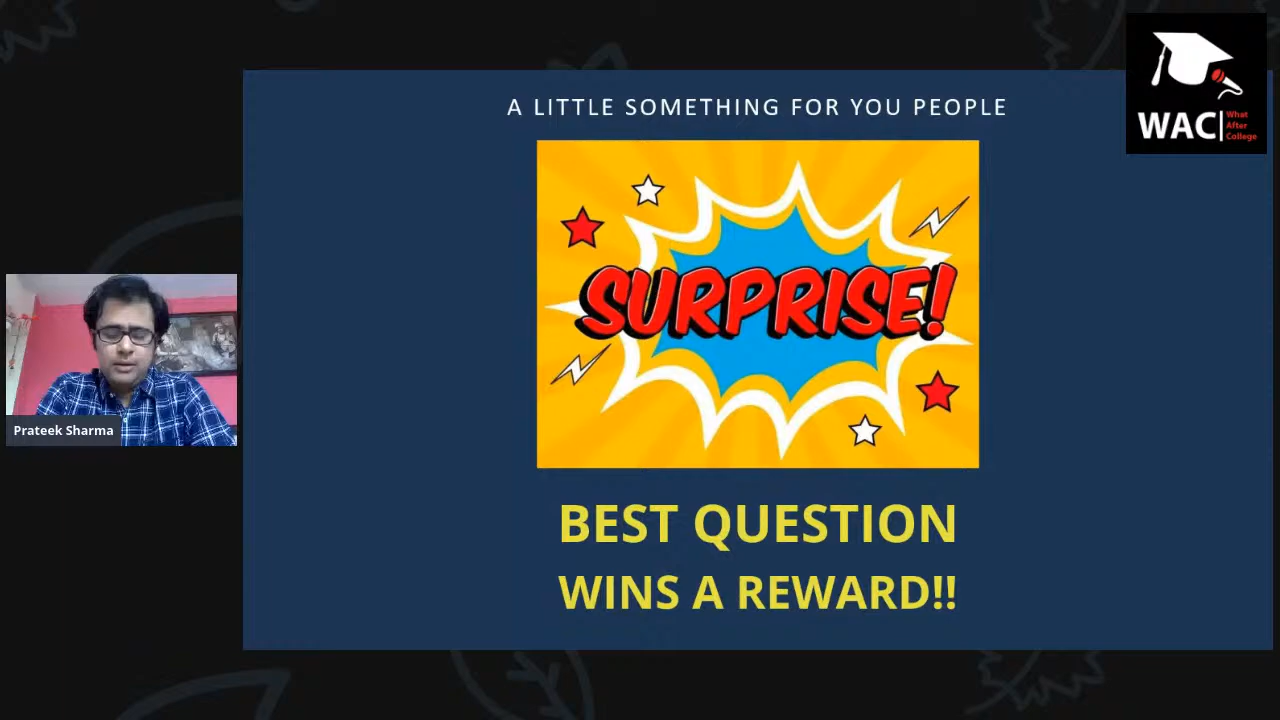 A LITTLE SOMETHING FOR YOU PEOPLE
WAC
What
After
College
SURPRISE!
Prateek Sharma
BEST QUESTION
WINS A REWARD!!